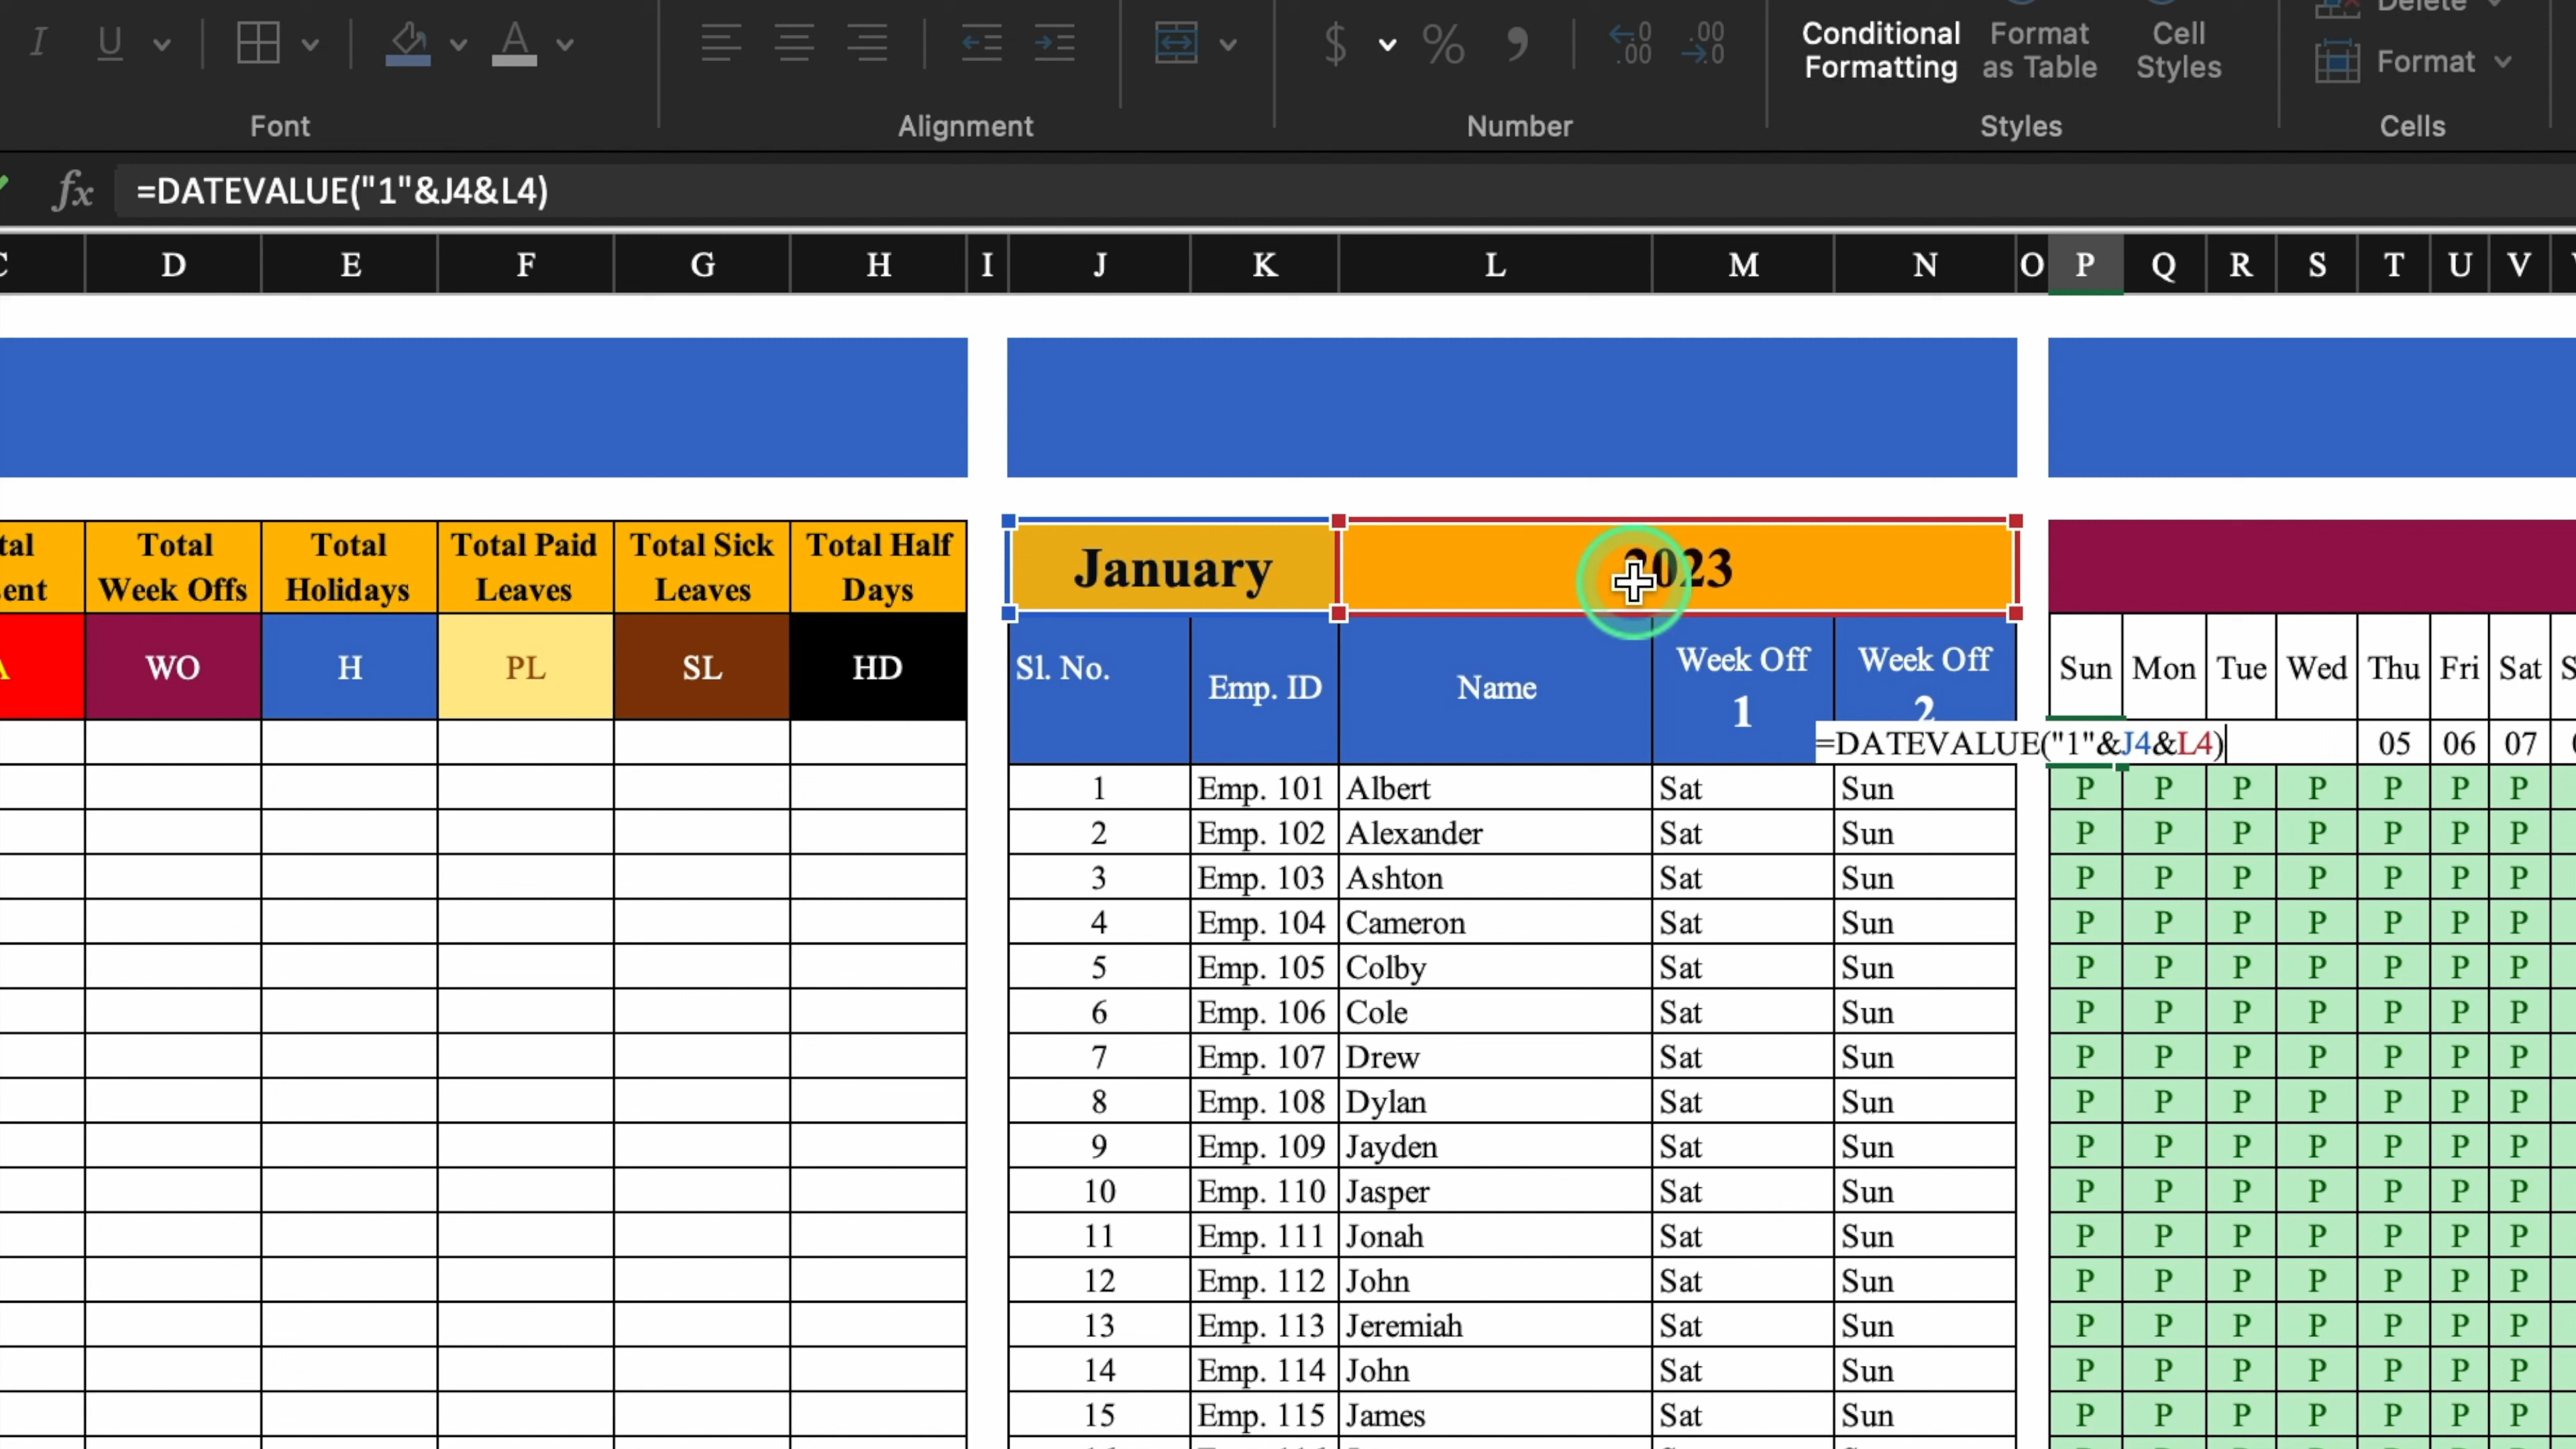 Delete
Conditional Formatting
Format as Table
Cell Styles
Format
I U A $ % , .0 .00 .00 .0
Font Alignment Number Styles Cells
fx =DATEVALUE("1"&J4&L4)
D E F G H I J K L M N O P Q R S T U V
Total Week Offs
Total Holidays
Total Paid Leaves
Total Sick Leaves
Total Half Days
January 2023
WO H PL SL HD
Sl. No. Emp. ID Name Week Off 1 Week Off 2
Sun Mon Tue Wed Thu Fri Sat
=DATEVALUE("1"&J4&L4) 05 06 07
1 Emp. 101 Albert Sat Sun P P P P P P P
2 Emp. 102 Alexander Sat Sun P P P P P P P
3 Emp. 103 Ashton Sat Sun P P P P P P P
4 Emp. 104 Cameron Sat Sun P P P P P P P
5 Emp. 105 Colby Sat Sun P P P P P P P
6 Emp. 106 Cole Sat Sun P P P P P P P
7 Emp. 107 Drew Sat Sun P P P P P P P
8 Emp. 108 Dylan Sat Sun P P P P P P P
9 Emp. 109 Jayden Sat Sun P P P P P P P
10 Emp. 110 Jasper Sat Sun P P P P P P P
11 Emp. 111 Jonah Sat Sun P P P P P P P
12 Emp. 112 John Sat Sun P P P P P P P
13 Emp. 113 Jeremiah Sat Sun P P P P P P P
14 Emp. 114 John Sat Sun P P P P P P P
15 Emp. 115 James Sat Sun P P P P P P P